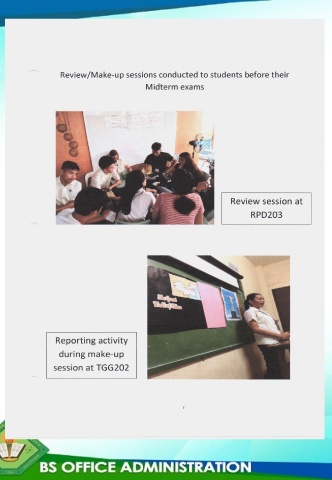 Review/Make-up sessions conducted to students before their
Midterm exams
Review session at
RPD203
Reporting activity
during make-up
session at TGG202
BS OFFICE ADMINISTRATION